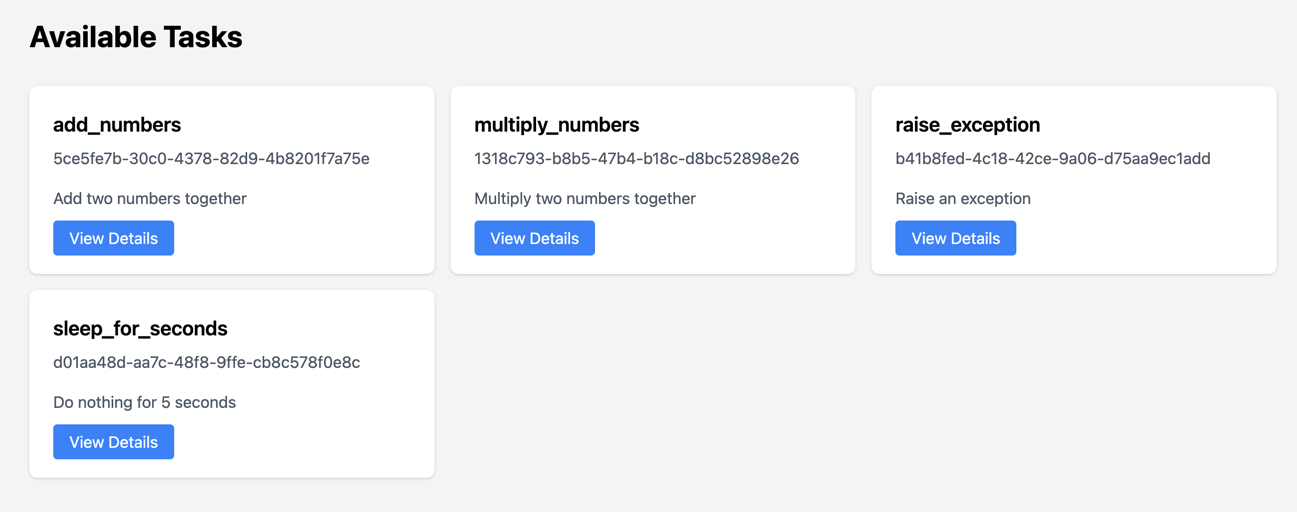 Available Tasks
add_numbers
5ce5fe7b-30c0-4378-82d9-4b8201f7a75e
Add two numbers together
View Details
multiply_numbers
1318c793-b8b5-47b4-b18c-d8bc52898e26
Multiply two numbers together
View Details
raise_exception
b41b8fed-4c18-42ce-9a06-d75aa9ec1add
Raise an exception
View Details
sleep_for_seconds
d01aa48d-aa7c-48f8-9ffe-cb8c578f0e8c
Do nothing for 5 seconds
View Details